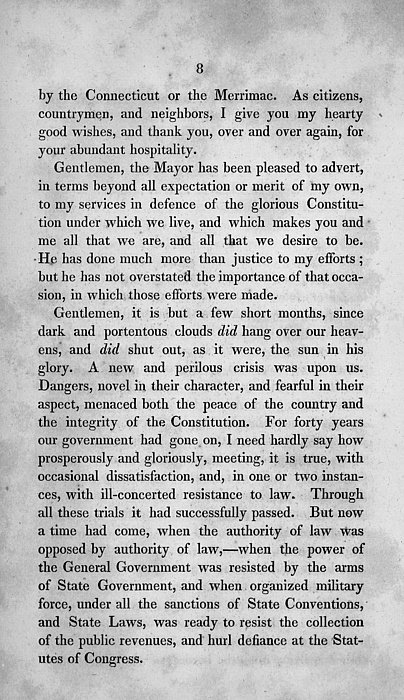 8
by the Connecticut or the Merrimac. As citizens,
countrymen, and neighbors, I give you my hearty
good wishes, and thank you, over and over again, for
your abundant hospitality.
Gentlemen, the Mayor has been pleased to advert,
in terms beyond all expectation or merit of my own,
to my services in defence of the glorious Constitu-
tion under which we live, and which makes you and
me all that we are, and all that we desire to be.
He has done much more than justice to my efforts;
but he has not overstated the importance of that occa-
sion, in which those efforts were made.
Gentlemen, it is but a few short months, since
dark and portentous clouds did hang over our heav-
ens, and did shut out, as it were, the sun in his
glory. A new and perilous crisis was upon us.
Dangers, novel in their character, and fearful in their
aspect, menaced both the peace of the country and
the integrity of the Constitution. For forty years
our government had gone on, I need hardly say how
prosperously and gloriously, meeting, it is true, with
occasional dissatisfaction, and, in one or two instan-
ces, with ill-concerted resistance to law. Through
all these trials it had successfully passed. But now
a time had come, when the authority of law was
opposed by authority of law,—when the power of
the General Government was resisted by the arms
of State Government, and when organized military
force, under all the sanctions of State Conventions,
and State Laws, was ready to resist the collection
of the public revenues, and hurl defiance at the Stat-
utes of Congress.